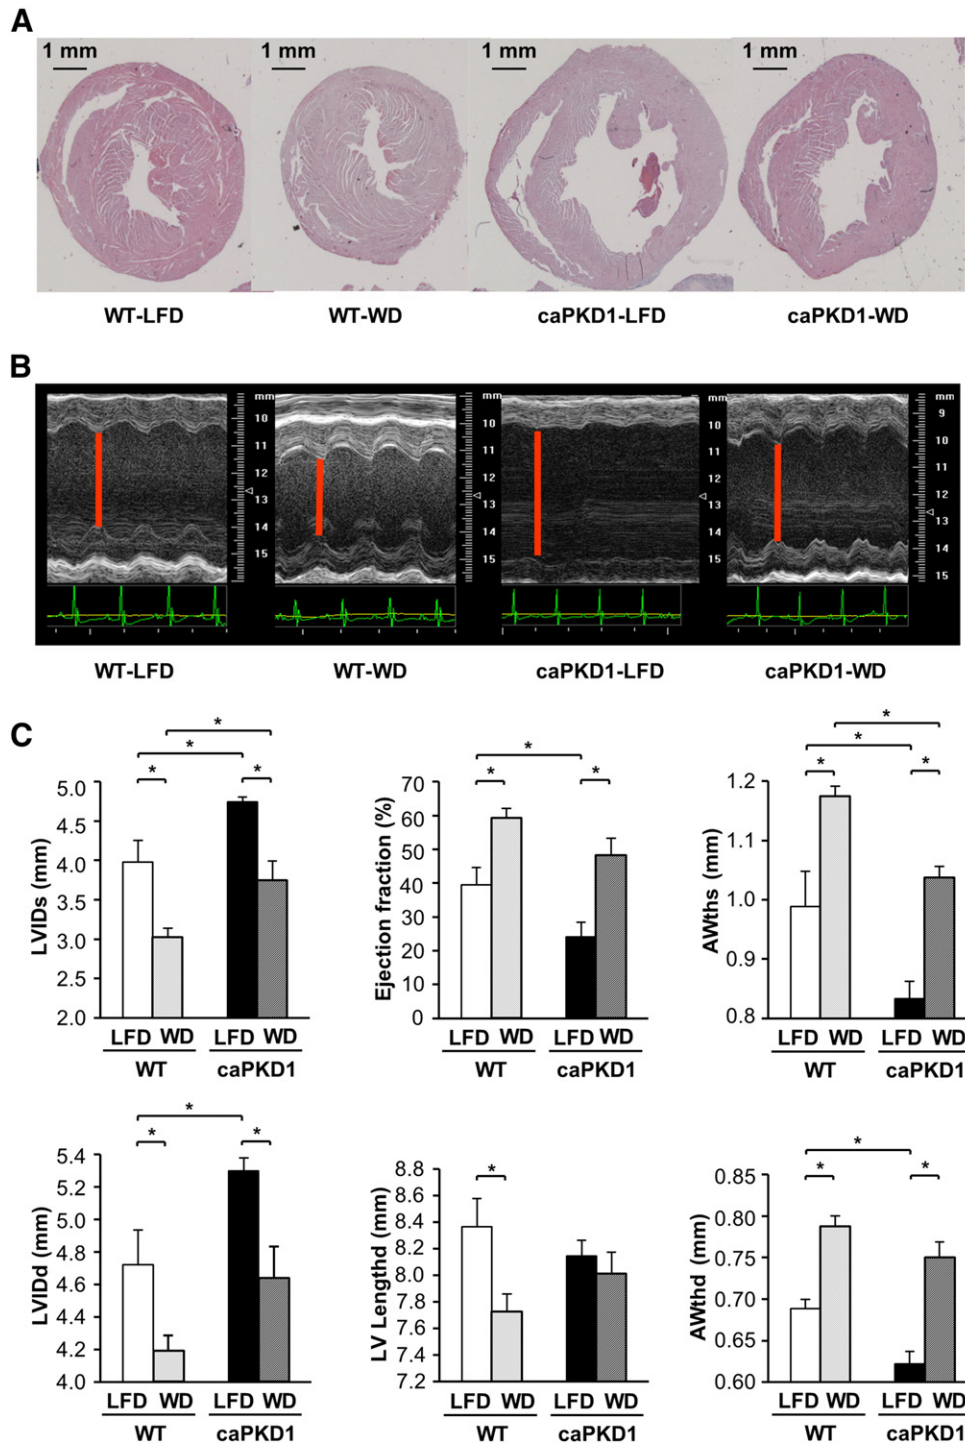 A
1 mm 1 mm 1 mm 1 mm
WT-LFD WT-WD caPKD1-LFD caPKD1-WD
B
mm mm mm mm
10 10 10 9
11 11 11 10
12 12 12 11
13 13 13 12
14 14 14 13
15 15 15 14
15
WT-LFD WT-WD caPKD1-LFD caPKD1-WD
C
* * * *
LVIDs (mm)
5.0
4.5
4.0
3.5
3.0
2.5
2.0
LFD WD LFD WD
WT caPKD1
* * *
Ejection fraction (%)
70
60
50
40
30
20
10
0
LFD WD LFD WD
WT caPKD1
* * * *
AWths (mm)
1.2
1.1
1.0
0.9
0.8
LFD WD LFD WD
WT caPKD1
* * *
LVIDd (mm)
5.4
5.2
5.0
4.8
4.6
4.4
4.2
4.0
LFD WD LFD WD
WT caPKD1
*
LV Lengthd (mm)
8.8
8.6
8.4
8.2
8.0
7.8
7.6
7.4
7.2
LFD WD LFD WD
WT caPKD1
* * *
AWthd (mm)
0.85
0.80
0.75
0.70
0.65
0.60
LFD WD LFD WD
WT caPKD1